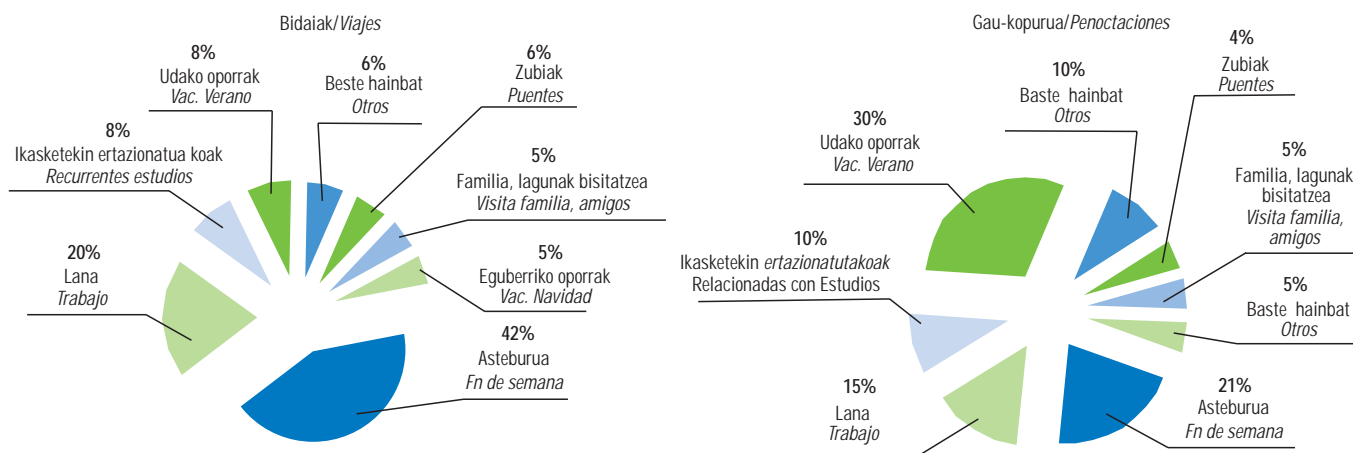 Bidaiak/Viajes
8%
Udako oporrak
Vac. Verano
6%
Beste hainbat
Otros
6%
Zubiak
Puentes
8%
Ikasketekin ertazionatua koak
Recurrentes estudios
5%
Familia, lagunak bisitatzea
Visita familia, amigos
20%
Lana
Trabajo
5%
Eguberriko oporrak
Vac. Navidad
42%
Asteburua
Fn de semana
Gau-kopurua/Penoctaciones
4%
Zubiak
Puentes
10%
Baste hainbat
Otros
30%
Udako oporrak
Vac. Verano
5%
Familia, lagunak
bisitatzea
Visita familia,
amigos
10%
Ikasketekin ertazionatutakoak
Relacionadas con Estudios
5%
Baste hainbat
Otros
15%
Lana
Trabajo
21%
Asteburua
Fn de semana